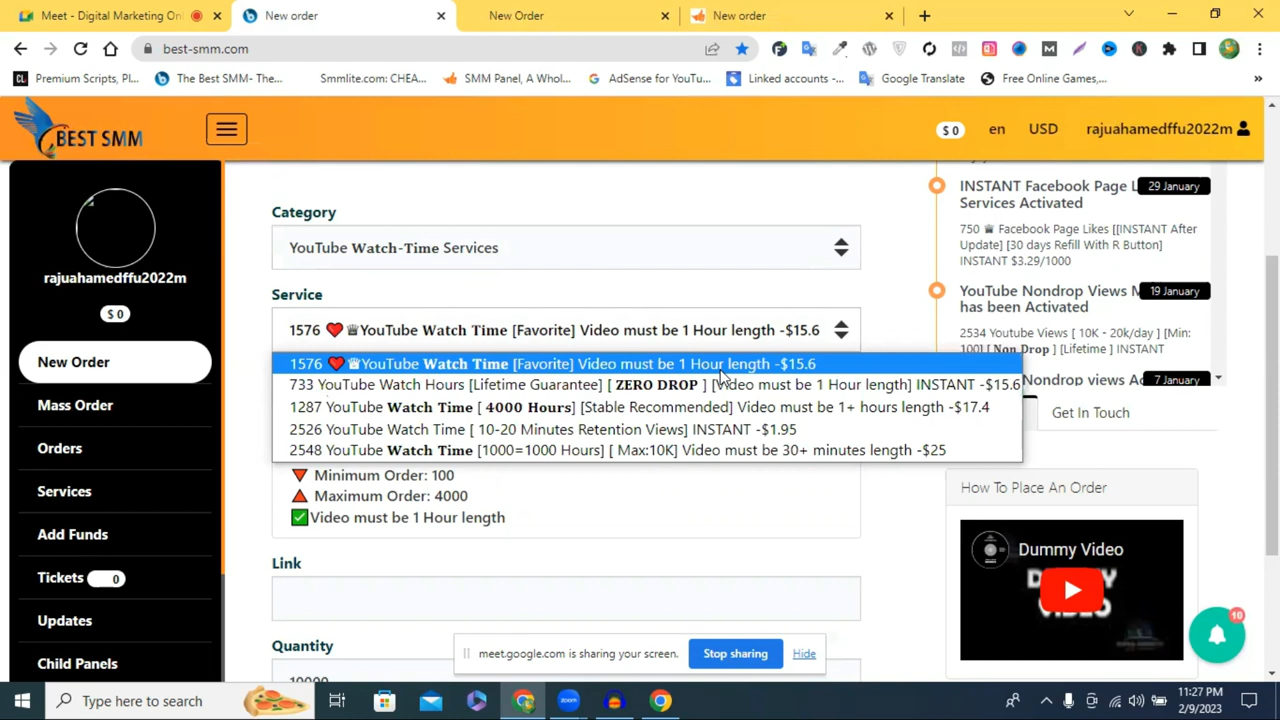 Meet - Digital Marketing Onl
New order
New Order
New order
best-smm.com
Premium Scripts, Pl...
The Best SMM- The...
Smmlite.com: CHEA...
SMM Panel, A Whol...
AdSense for YouTu...
Linked accounts -...
Google Translate
Free Online Games,...
BEST SMM
$ 0
en
USD
rajuahamedffu2022m
rajuahamedffu2022m
$ 0
New Order
Mass Order
Orders
Services
Add Funds
Tickets 0
Updates
Child Panels
Category
YouTube Watch-Time Services
Service
1576 ❤️♕YouTube Watch Time [Favorite] Video must be 1 Hour length -$15.6
1576 ❤️♕YouTube Watch Time [Favorite] Video must be 1 Hour length -$15.6
733 YouTube Watch Hours [Lifetime Guarantee] [ ZERO DROP ] [Video must be 1 Hour length] INSTANT -$15.6
1287 YouTube Watch Time [ 4000 Hours] [Stable Recommended] Video must be 1+ hours length -$17.4
2526 YouTube Watch Time [ 10-20 Minutes Retention Views] INSTANT -$1.95
2548 YouTube Watch Time [1000=1000 Hours] [ Max:10K] Video must be 30+ minutes length -$25
🔻 Minimum Order: 100
🔺 Maximum Order: 4000
✅Video must be 1 Hour length
Link
Quantity
10000
INSTANT Facebook Page L
29 January
Services Activated
750 ♕ Facebook Page Likes [[INSTANT After
Update] [30 days Refill With R Button]
INSTANT $3.29/1000
YouTube Nondrop Views
19 January
has been Activated
2534 Youtube Views [ 10K - 20k/day ] [Min:
100] [ Non Drop ] [Lifetime ] INSTANT
Nondrop views
7 January
Get In Touch
How To Place An Order
Dummy Video
10
meet.google.com is sharing your screen.
Stop sharing
Hide
Type here to search
11:27 PM
2/9/2023